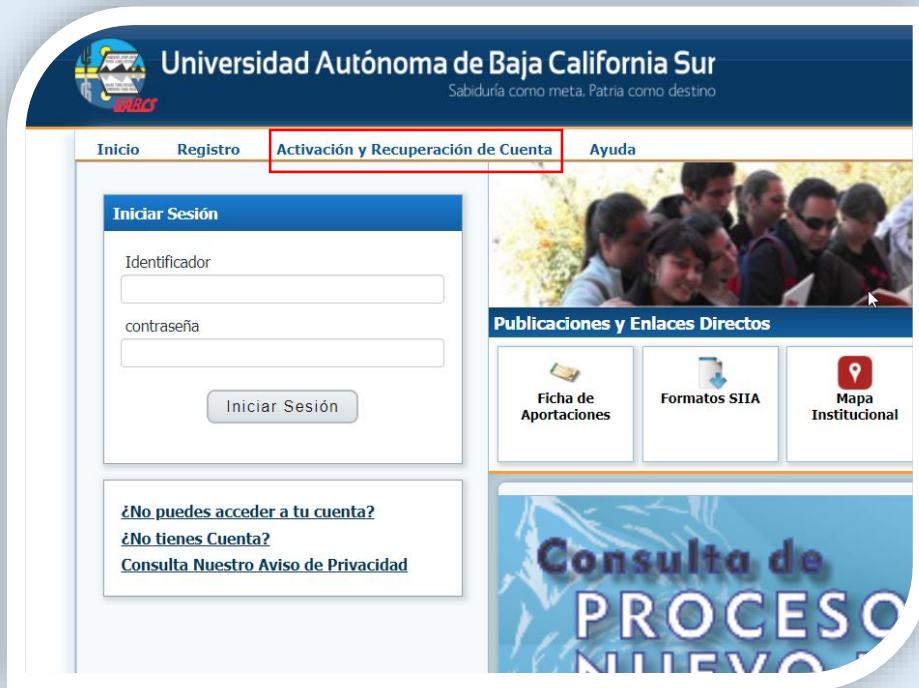 Universidad Autónoma de Baja California Sur
Sabiduría como meta. Patria como destino
UABCS
Inicio Registro Activación y Recuperación de Cuenta Ayuda
Iniciar Sesión
Identificador
contraseña
Iniciar Sesión
¿No puedes acceder a tu cuenta?
¿No tienes Cuenta?
Consulta Nuestro Aviso de Privacidad
Publicaciones y Enlaces Directos
Ficha de
Aportaciones
Formatos SIIA
Mapa
Institucional
Consulta de
PROCESO
NUEVO